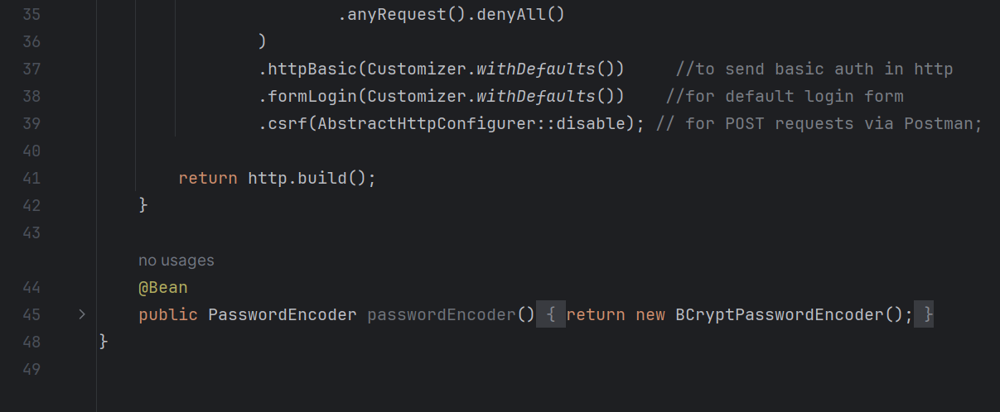 35 .anyRequest().denyAll()
36 )
37 .httpBasic(Customizer.withDefaults()) //to send basic auth in http
38 .formLogin(Customizer.withDefaults()) //for default login form
39 .csrf(AbstractHttpConfigurer::disable); // for POST requests via Postman;
40
41 return http.build();
42 }
43
no usages
44 @Bean
45 > public PasswordEncoder passwordEncoder() { return new BCryptPasswordEncoder(); }
48 }
49